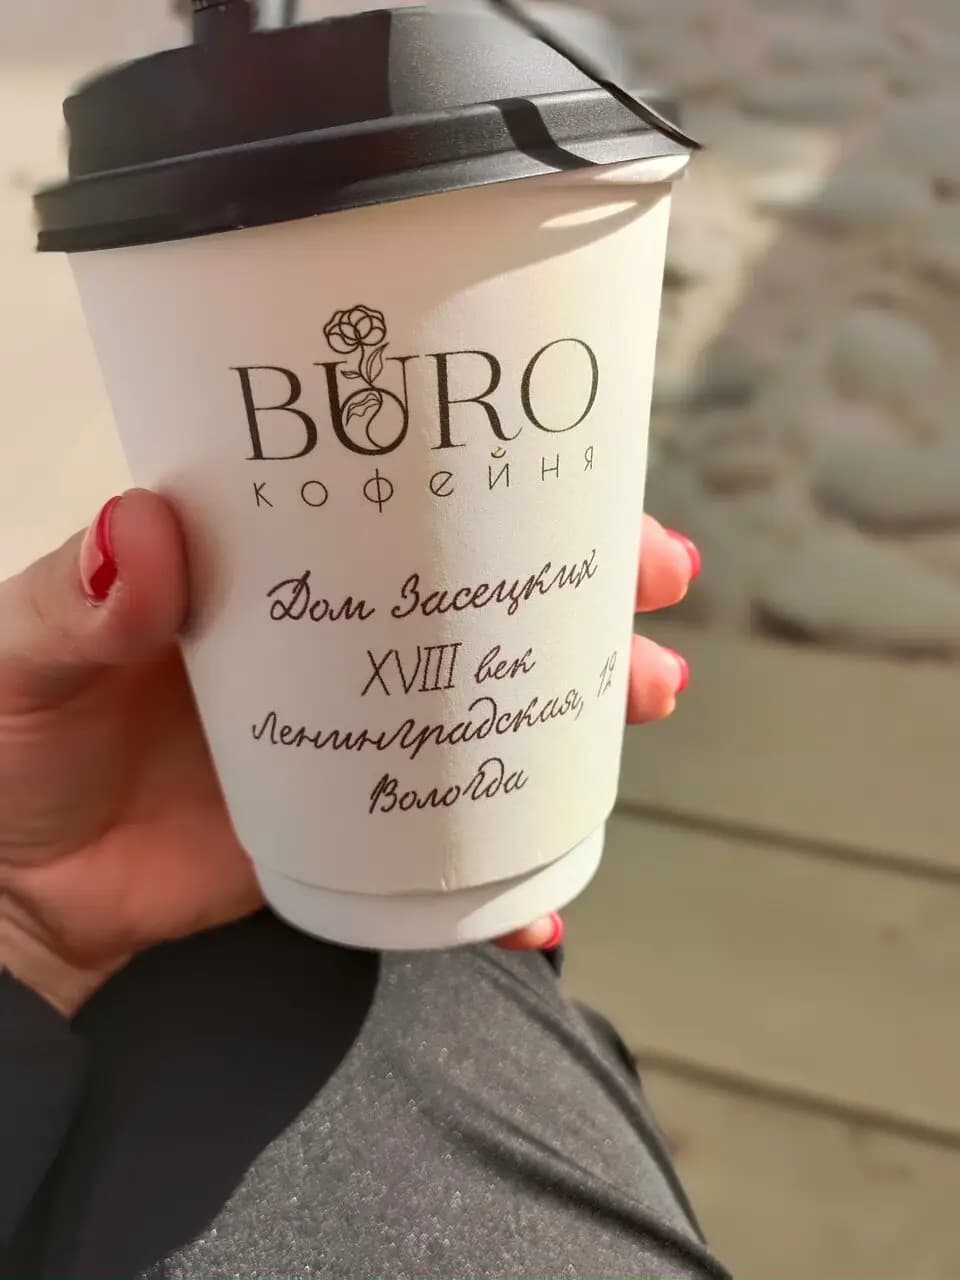 BURO
кофейня
Дом Засецких
XVIII век
Ленинградская, 12
Вологда